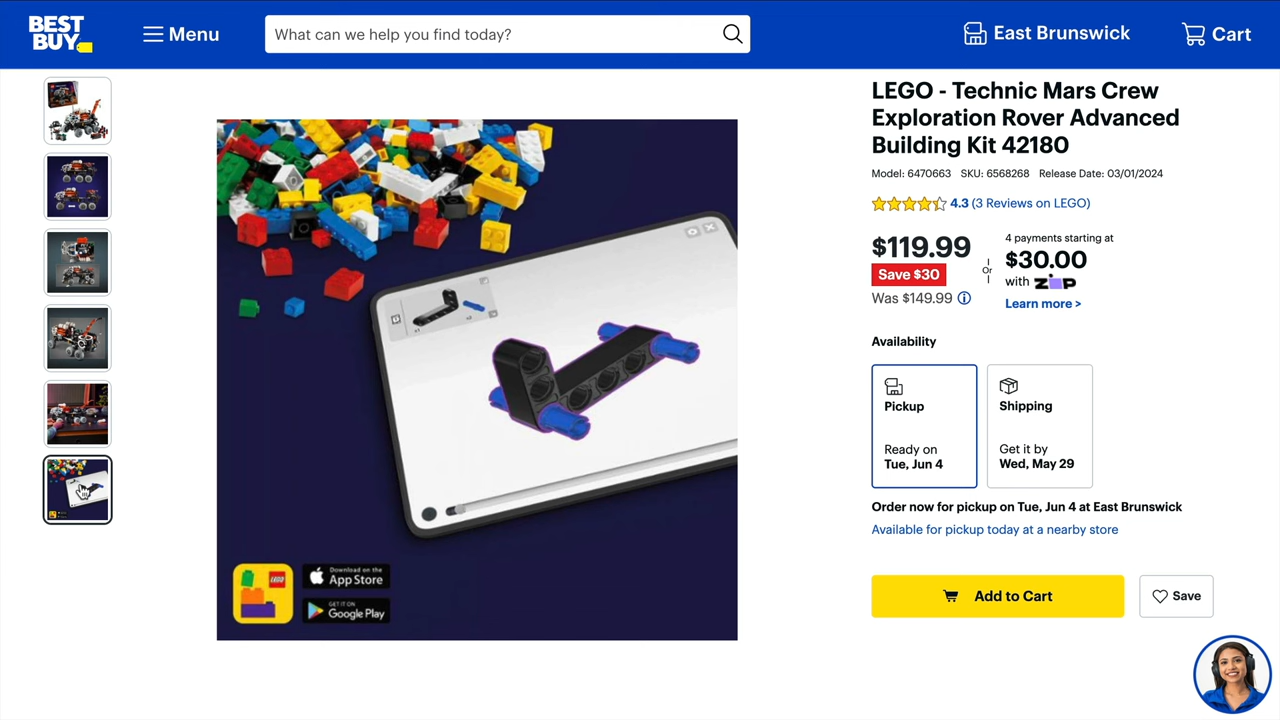 BEST
BUY
Menu
What can we help you find today?
East Brunswick
Cart
LEGO - Technic Mars Crew
Exploration Rover Advanced
Building Kit 42180
Model: 6470663 SKU: 6568268 Release Date: 03/01/2024
4.3 (3 Reviews on LEGO)
$119.99
Save $30
Was $149.99
Or
4 payments starting at
$30.00
with Zip
Learn more >
Availability
Pickup
Ready on
Tue, Jun 4
Shipping
Get it by
Wed, May 29
Order now for pickup on Tue, Jun 4 at East Brunswick
Available for pickup today at a nearby store
Add to Cart
Save
LEGO
Download on the
App Store
GET IT ON
Google Play